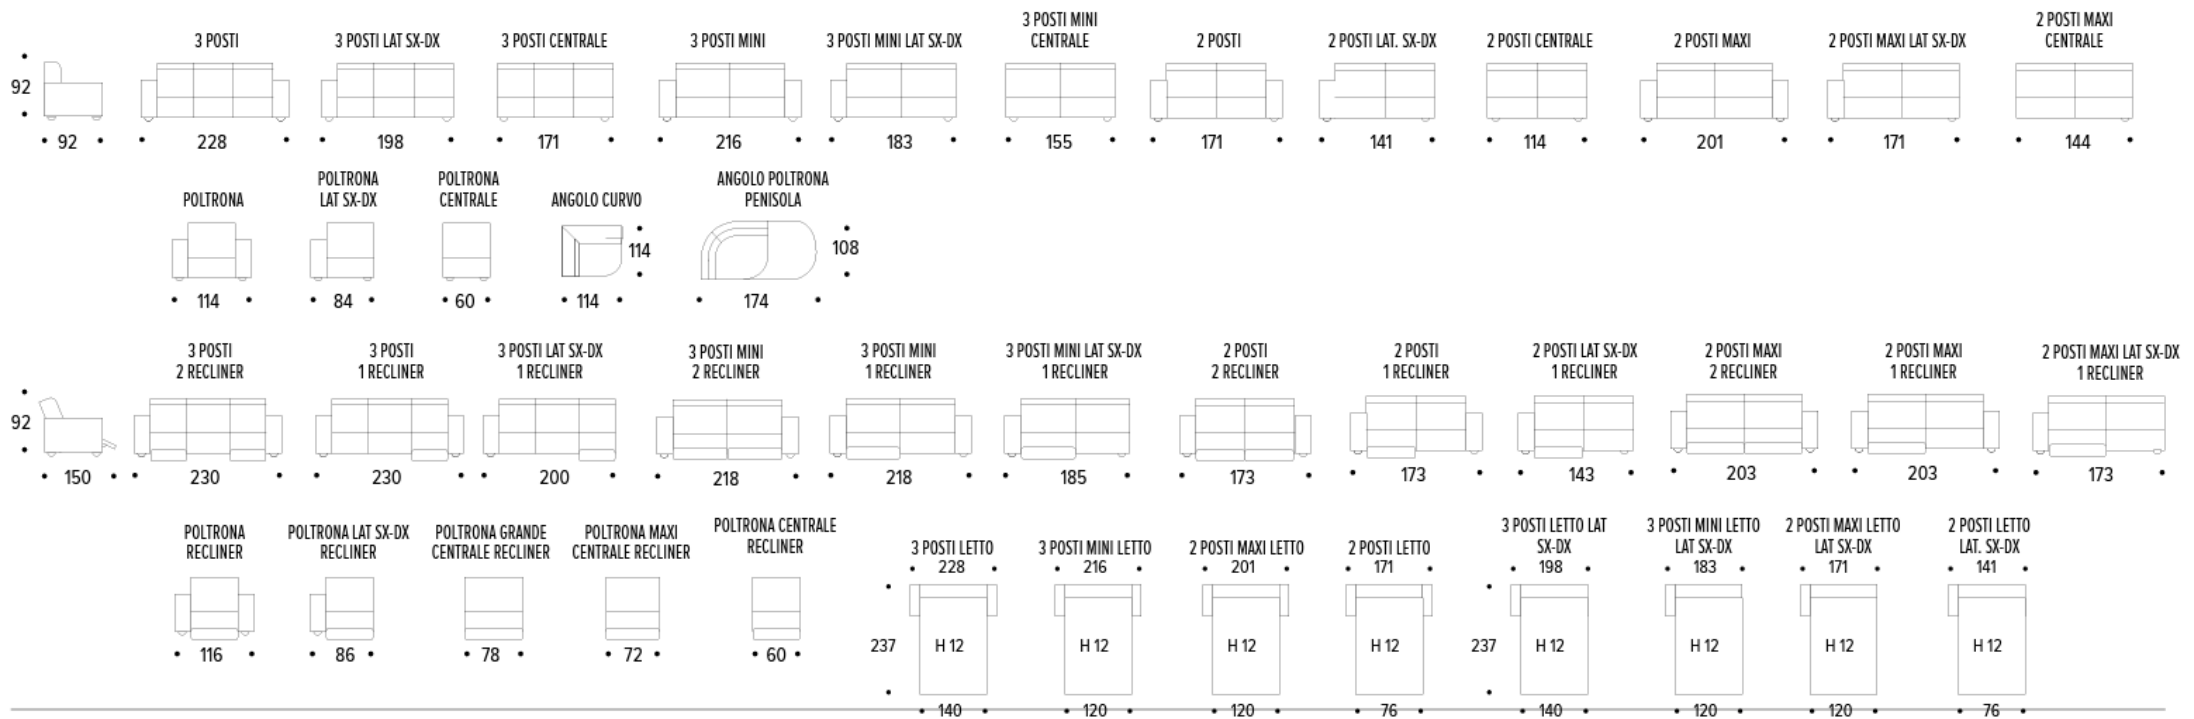 3 POSTI MINI
2 POSTI MAXI
3 POSTI
3 POSTI LAT SX-DX
3 POSTI CENTRALE
3 POSTI MINI
3 POSTI MINI LAT SX-DX
CENTRALE
2 POSTI
2 POSTI LAT. SX-DX
2 POSTI CENTRALE
2 POSTI MAXI
2 POSTI MAXI LAT SX-DX
CENTRALE
92
92
228
198
171
216
183
155
171
141
114
201
171
144
POLTRONA
POLTRONA
LAT SX-DX
POLTRONA
CENTRALE
ANGOLO CURVO
ANGOLO POLTRONA
PENISOLA
114
108
114
84
60
114
174
3 POSTI
2 RECLINER
3 POSTI
1 RECLINER
3 POSTI LAT SX-DX
1 RECLINER
3 POSTI MINI
2 RECLINER
3 POSTI MINI
1 RECLINER
3 POSTI MINI LAT SX-DX
1 RECLINER
2 POSTI
2 RECLINER
2 POSTI
1 RECLINER
2 POSTI LAT SX-DX
1 RECLINER
2 POSTI MAXI
2 RECLINER
2 POSTI MAXI
1 RECLINER
2 POSTI MAXI LAT SX-DX
1 RECLINER
92
150
230
230
200
218
218
185
173
173
143
203
203
173
POLTRONA
RECLINER
POLTRONA LAT SX-DX
RECLINER
POLTRONA GRANDE
CENTRALE RECLINER
POLTRONA MAXI
CENTRALE RECLINER
POLTRONA CENTRALE
RECLINER
116
86
78
72
60
3 POSTI LETTO
228
3 POSTI MINI LETTO
216
2 POSTI MAXI LETTO
201
2 POSTI LETTO
171
3 POSTI LETTO LAT
SX-DX
198
3 POSTI MINI LETTO
LAT SX-DX
183
2 POSTI MAXI LETTO
LAT SX-DX
171
2 POSTI LETTO
LAT. SX-DX
141
237
H 12
H 12
H 12
H 12
237
H 12
H 12
H 12
H 12
140
120
120
76
140
120
120
76